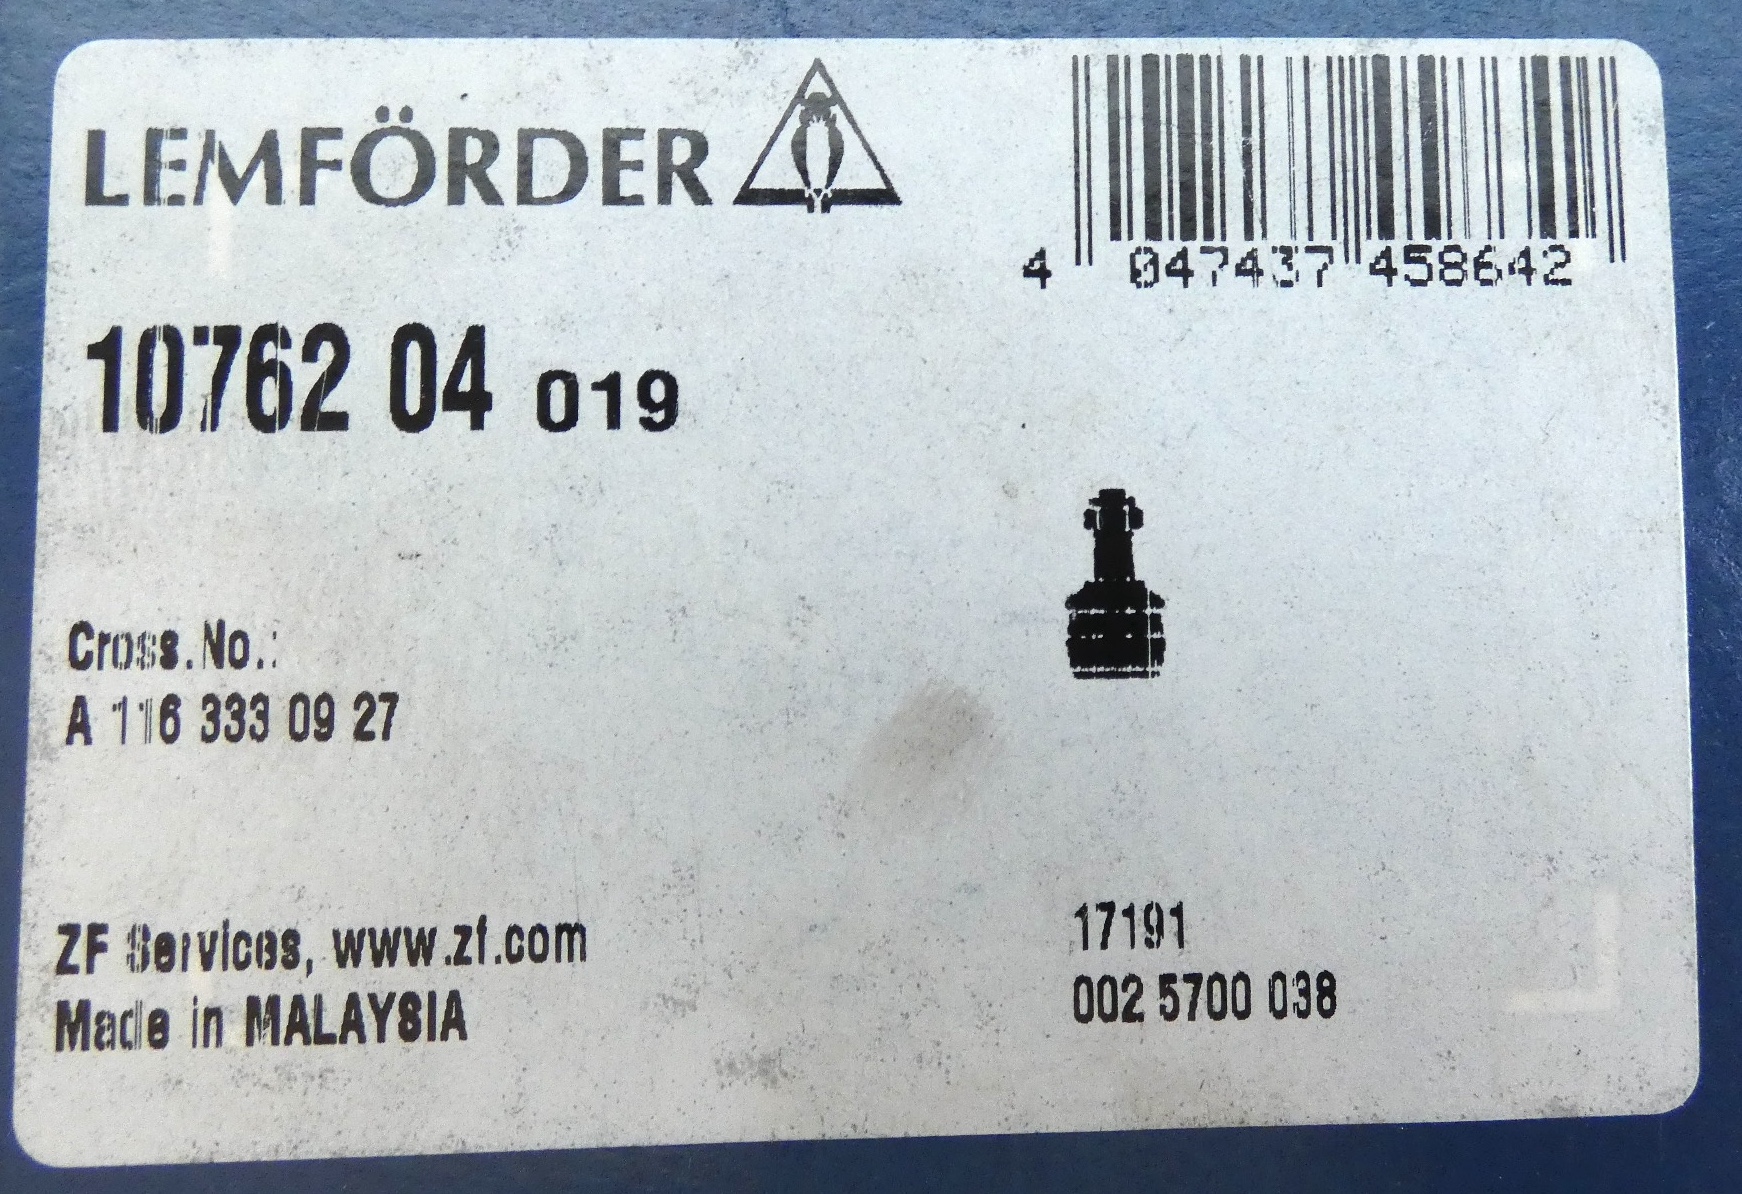 LEMFÖRDER
4 047437 458642
10762 04 019
Cross.No.:
A 116 333 09 27
ZF Services, www.zf.com
Made in MALAYSIA
17191
002 5700 038